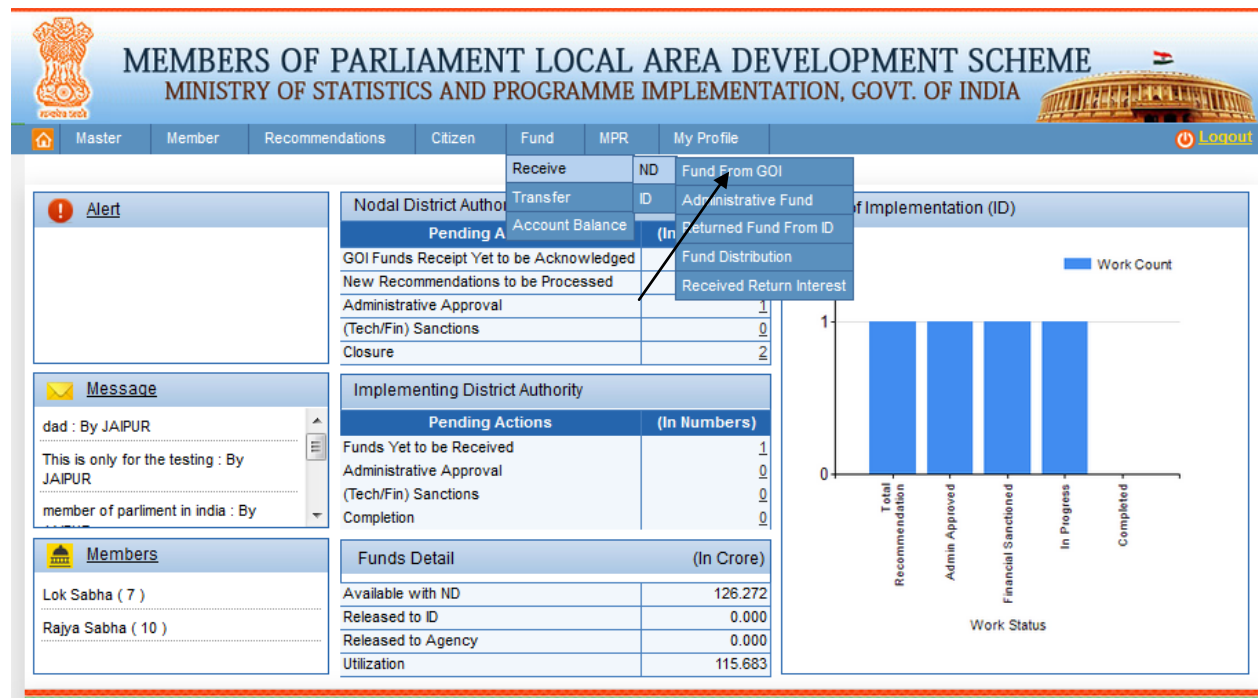 MEMBERS OF PARLIAMENT LOCAL AREA DEVELOPMENT SCHEME
MINISTRY OF STATISTICS AND PROGRAMME IMPLEMENTATION, GOVT. OF INDIA
सत्यमेव जयते
Master Member Recommendations Citizen Fund MPR My Profile Logout
Receive ND Fund From GOI
Transfer ID Administrative Fund
Account Balance Returned Fund From ID
Fund Distribution
Received Return Interest
Alert
Message
dad : By JAIPUR
This is only for the testing : By
JAIPUR
member of parliment in india : By
Members
Lok Sabha ( 7 )
Rajya Sabha ( 10 )
Nodal District Author
Pending A (In
GOI Funds Receipt Yet to be Acknowledged
New Recommendations to be Processed
Administrative Approval 1
(Tech/Fin) Sanctions 0
Closure 2
Implementing District Authority
Pending Actions (In Numbers)
Funds Yet to be Received 1
Administrative Approval 0
(Tech/Fin) Sanctions 0
Completion 0
Funds Detail (In Crore)
Available with ND 126.272
Released to ID 0.000
Released to Agency 0.000
Utilization 115.683
of Implementation (ID)
Work Count
1
0
Total Recommendation
Admin Approved
Financial Sanctioned
In Progress
Completed
Work Status